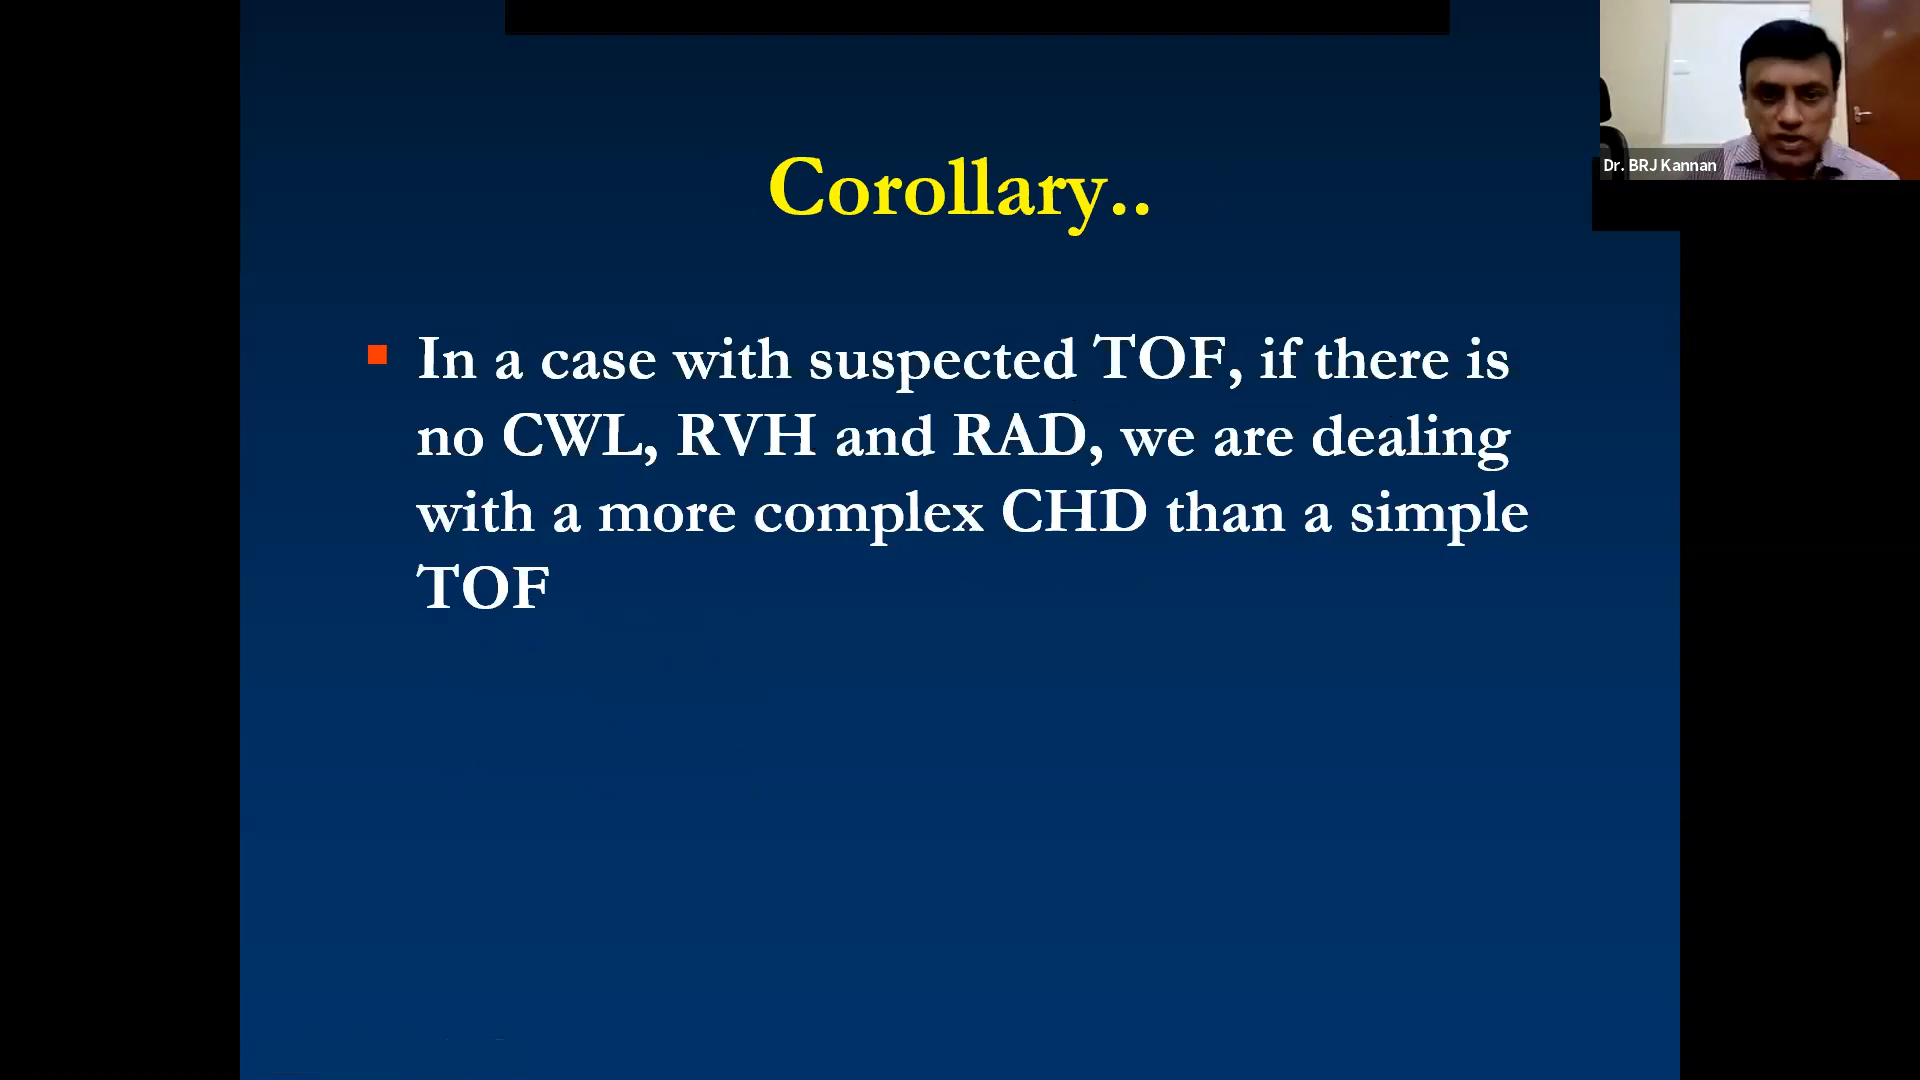 Corollary..
In a case with suspected TOF, if there is
no CWL, RVH and RAD, we are dealing
with a more complex CHD than a simple
TOF
Dr. BRJ Kannan